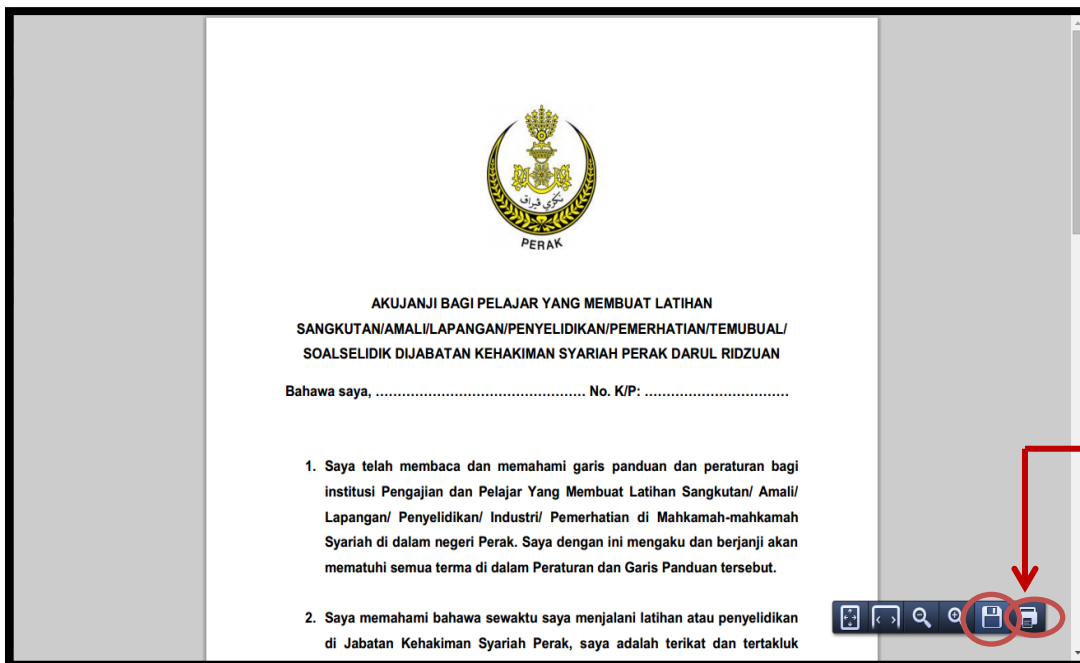 نكري ڤيراق
PERAK
AKUJANJI BAGI PELAJAR YANG MEMBUAT LATIHAN
SANGKUTAN/AMALI/LAPANGAN/PENYELIDIKAN/PEMERHATIAN/TEMUBUAL/
SOALSELIDIK DIJABATAN KEHAKIMAN SYARIAH PERAK DARUL RIDZUAN
Bahawa saya, ................................................ No. K/P: .................................
1. Saya telah membaca dan memahami garis panduan dan peraturan bagi
institusi Pengajian dan Pelajar Yang Membuat Latihan Sangkutan/ Amali/
Lapangan/ Penyelidikan/ Industri/ Pemerhatian di Mahkamah-mahkamah
Syariah di dalam negeri Perak. Saya dengan ini mengaku dan berjanji akan
mematuhi semua terma di dalam Peraturan dan Garis Panduan tersebut.
2. Saya memahami bahawa sewaktu saya menjalani latihan atau penyelidikan
di Jabatan Kehakiman Syariah Perak, saya adalah terikat dan tertakluk